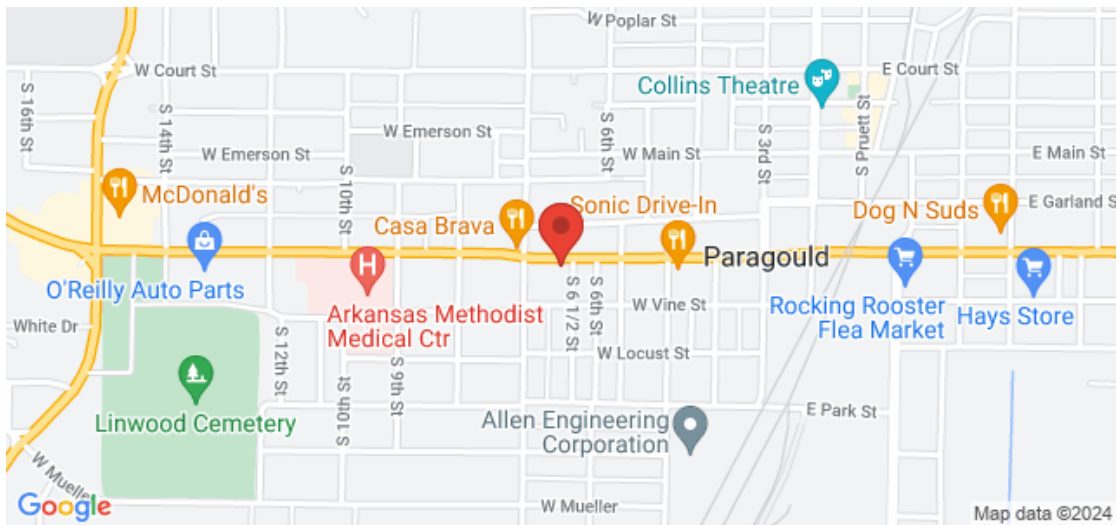 W Poplar St
W Court St
E Court St
Collins Theatre
S 16th St
S 14th St
W Emerson St
S 6th St
W Emerson St
W Main St
S 3rd St
S Pruett St
E Main St
McDonald's
S 10th St
Casa Brava
Sonic Drive-In
Dog N Suds
E Garland St
Paragould
O'Reilly Auto Parts
Arkansas Methodist
Medical Ctr
S 6 1/2 St
S 6th St
W Vine St
Rocking Rooster
Flea Market
Hays Store
White Dr
S 12th St
S 10th St
S 9th St
W Locust St
Linwood Cemetery
Allen Engineering
Corporation
E Park St
W Mueller
W Mueller
Google
Map data ©2024